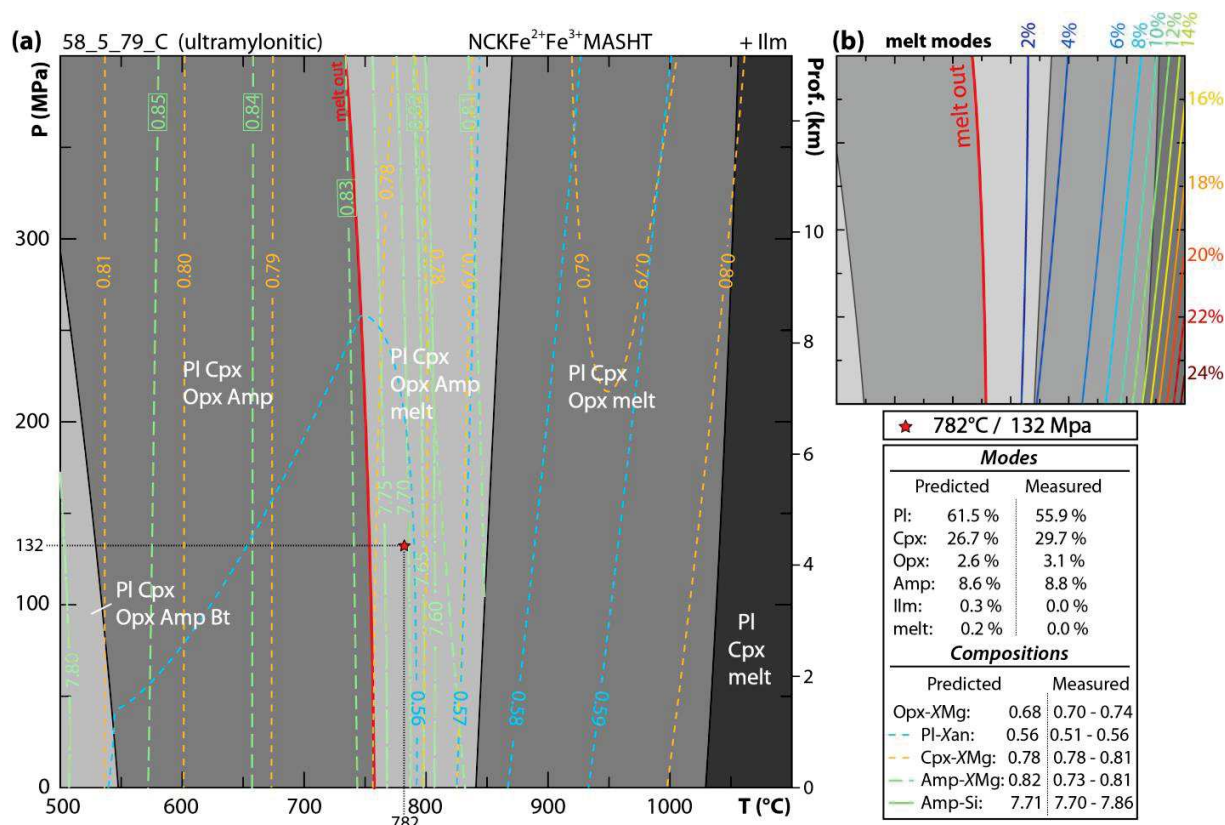 (a) 58_5_79_C (ultramylonitic) NCKFe2+Fe3+MASHT + Ilm
P (MPa)
300
200
132
100
0
500
600
700
800
900
1000
T (°C)
782
Prof. (km)
10
8
6
4
2
0
melt out
0.85
0.84
0.83
0.81
0.81
0.80
0.79
0.78
0.78
0.79
0.79
0.79
0.80
7.80
7.75
7.70
7.65
7.60
0.56
0.57
0.58
0.59
Pl Cpx
Opx Amp
Pl Cpx
Opx Amp
melt
Pl Cpx
Opx melt
Pl Cpx
Opx Amp Bt
Pl
Cpx
melt
(b) melt modes
2%
4%
6%
8%
10%
12%
14%
16%
18%
20%
22%
24%
melt out
782°C / 132 Mpa
Modes
Predicted Measured
Pl: 61.5 % 55.9 %
Cpx: 26.7 % 29.7 %
Opx: 2.6 % 3.1 %
Amp: 8.6 % 8.8 %
Ilm: 0.3 % 0.0 %
melt: 0.2 % 0.0 %
Compositions
Predicted Measured
Opx-XMg: 0.68 0.70 - 0.74
Pl-Xan: 0.56 0.51 - 0.56
Cpx-XMg: 0.78 0.78 - 0.81
Amp-XMg: 0.82 0.73 - 0.81
Amp-Si: 7.71 7.70 - 7.86